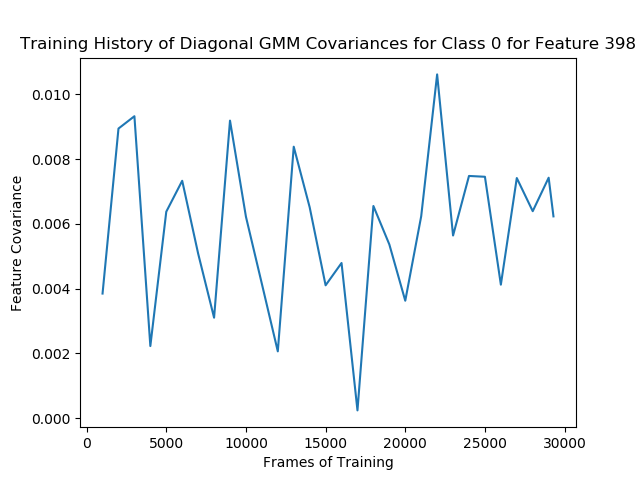 Training History of Diagonal GMM Covariances for Class 0 for Feature 398
0.010
0.008
0.006
0.004
0.002
0.000
Feature Covariance
0 5000 10000 15000 20000 25000 30000
Frames of Training